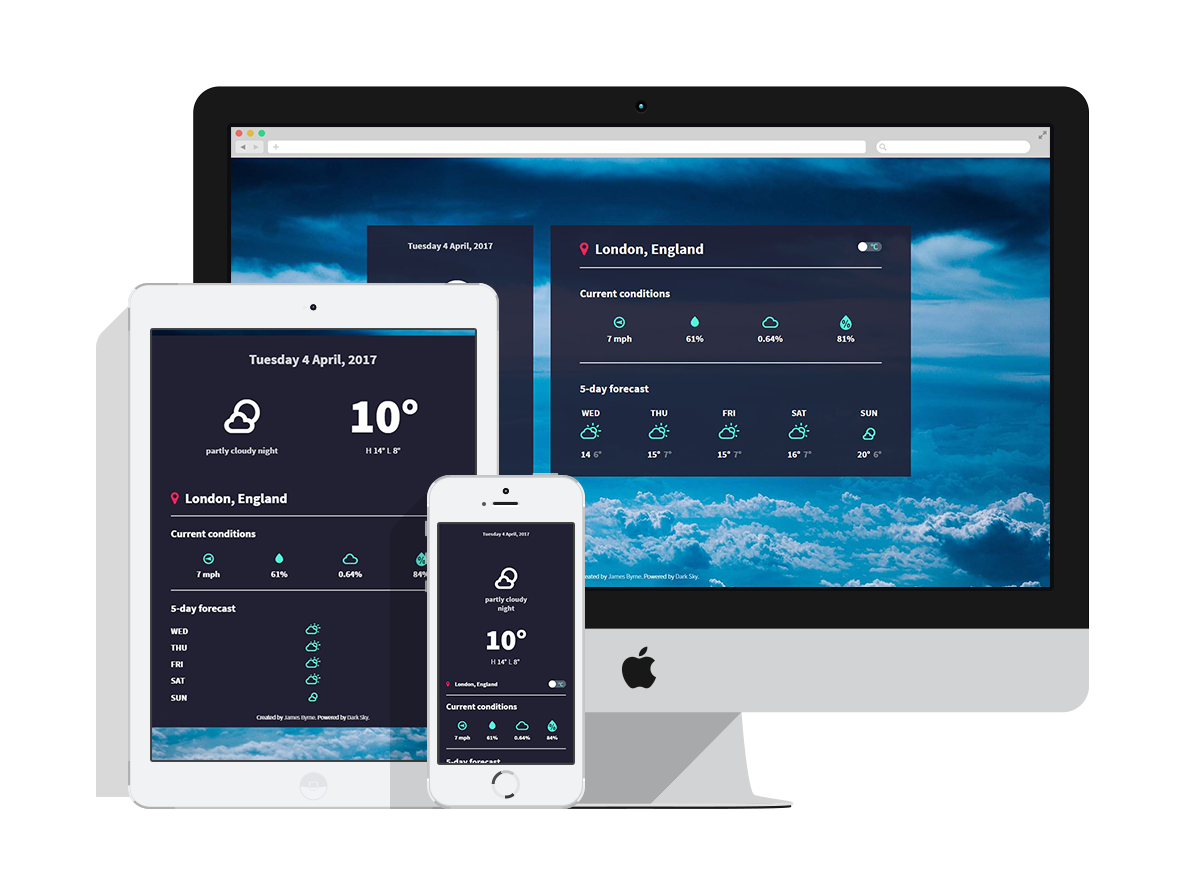 Tuesday 4 April, 2017
London, England
°C
Current conditions
7 mph 61% 0.64% 81%
5-day forecast
WED THU FRI SAT SUN
14 6° 15° 7° 15° 7° 16° 7° 20° 6°
eated by James Byrne. Powered by Dark Sky.
Tuesday 4 April, 2017
10°
partly cloudy night
H 14° L 8°
London, England
Current conditions
%
7 mph 61% 0.64% 84%
5-day forecast
WED
THU
FRI
SAT
SUN
Created by James Byrne. Powered by Dark Sky.
Tuesday 4 April, 2017
partly cloudy
night
10°
H 14° L 8°
London, England
°C
Current conditions
7 mph 61% 0.64% 84%
5-day forecast